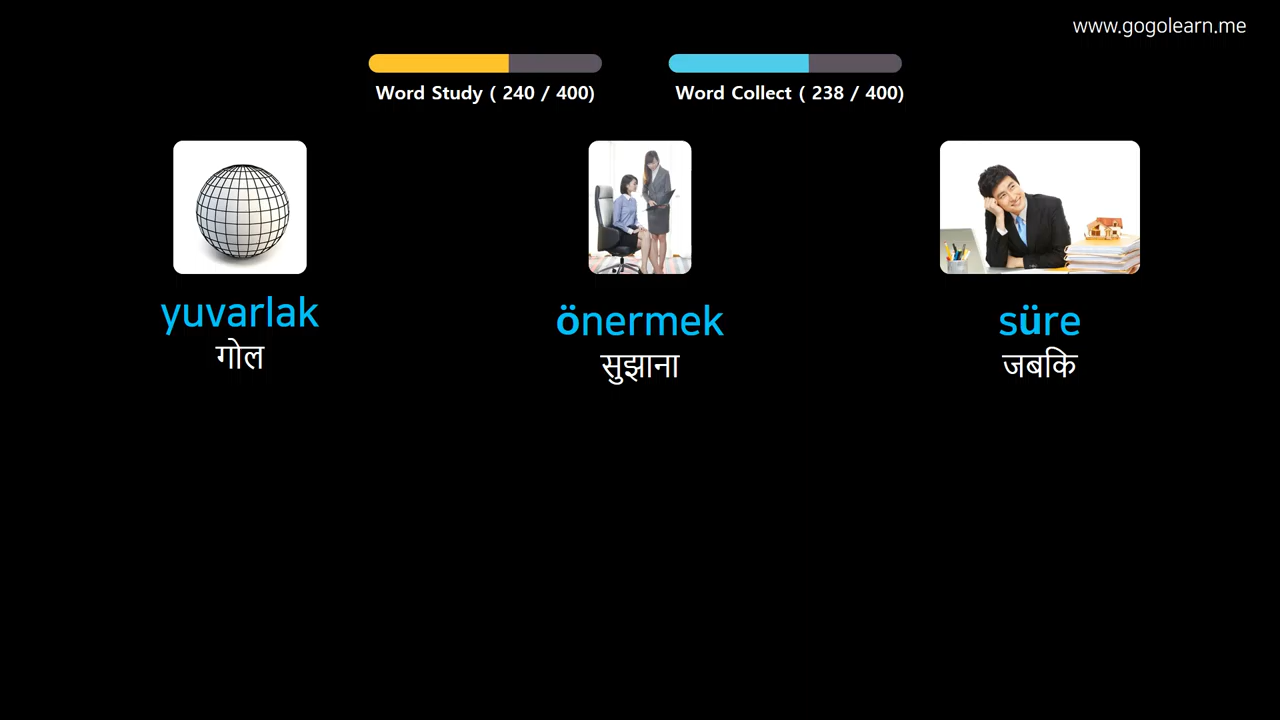 www.gogolearn.me
Word Study ( 240 / 400)
Word Collect ( 238 / 400)
yuvarlak
गोल
önermek
सुझाना
süre
जबकि